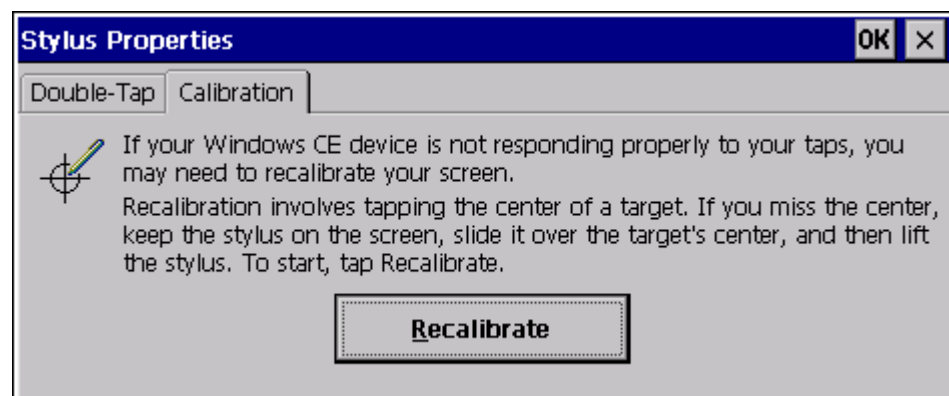 Stylus Properties OK ×
Double-Tap Calibration
If your Windows CE device is not responding properly to your taps, you
may need to recalibrate your screen.
Recalibration involves tapping the center of a target. If you miss the center,
keep the stylus on the screen, slide it over the target's center, and then lift
the stylus. To start, tap Recalibrate.
Recalibrate